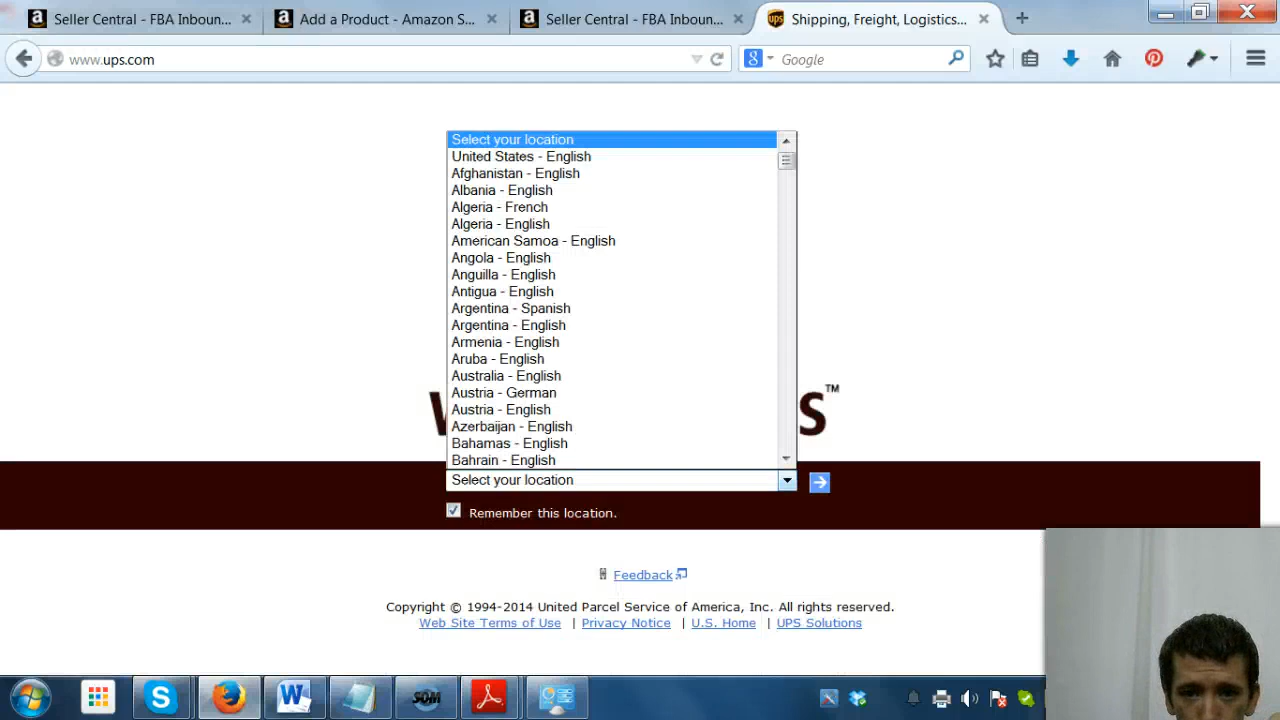 Seller Central - FBA Inboun...
Add a Product - Amazon S...
Seller Central - FBA Inboun...
ups
Shipping, Freight, Logistics...
www.ups.com
8
Google
Select your location
United States - English
Afghanistan - English
Albania - English
Algeria - French
Algeria - English
American Samoa - English
Angola - English
Anguilla - English
Antigua - English
Argentina - Spanish
Argentina - English
Armenia - English
Aruba - English
Australia - English
Austria - German
Austria - English
Azerbaijan - English
Bahamas - English
Bahrain - English
S™
Select your location
Remember this location.
Feedback
Copyright © 1994-2014 United Parcel Service of America, Inc. All rights reserved.
Web Site Terms of Use | Privacy Notice | U.S. Home | UPS Solutions
S
W
SOM